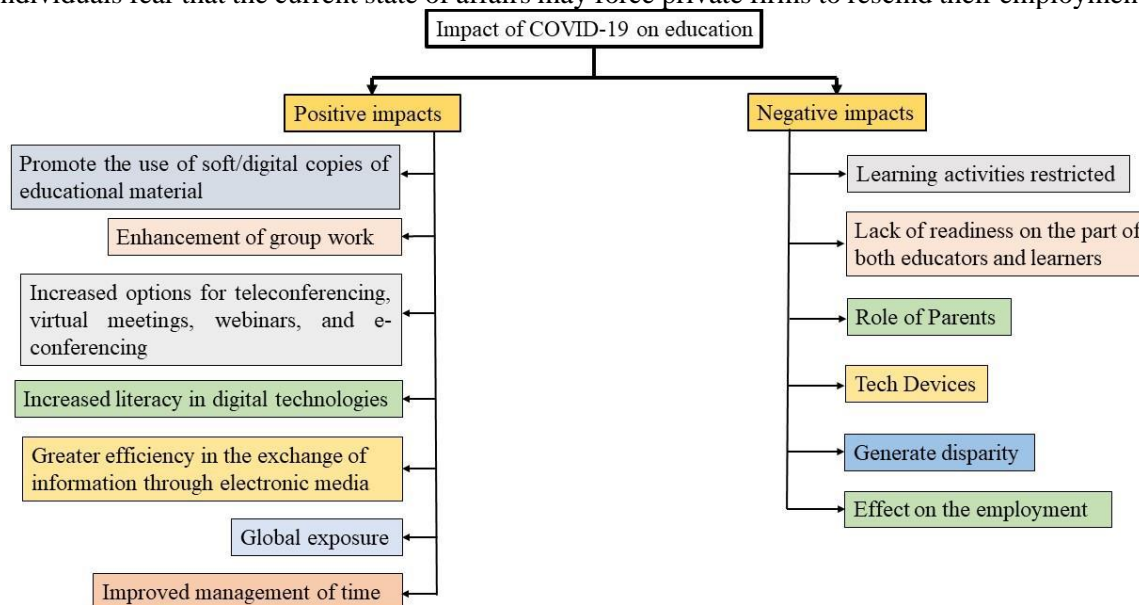 individuals fear that the current state of affairs may force private firms to rescind their employment
Impact of COVID-19 on education
Positive impacts
Promote the use of soft/digital copies of
educational material
Enhancement of group work
Increased options for teleconferencing,
virtual meetings, webinars, and e-
conferencing
Increased literacy in digital technologies
Greater efficiency in the exchange of
information through electronic media
Global exposure
Improved management of time
Negative impacts
Learning activities restricted
Lack of readiness on the part of
both educators and learners
Role of Parents
Tech Devices
Generate disparity
Effect on the employment